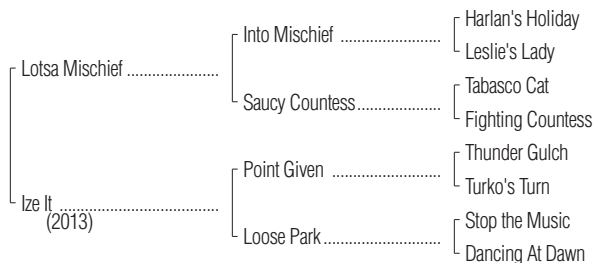 Harlan's Holiday
Into Mischief ....................
Leslie's Lady
Lotsa Mischief ......................
Tabasco Cat
Saucy Countess....................
Fighting Countess
Thunder Gulch
Point Given ......................
Turko's Turn
Ize It ......................................
(2013)
Stop the Music
Loose Park............................
Dancing At Dawn